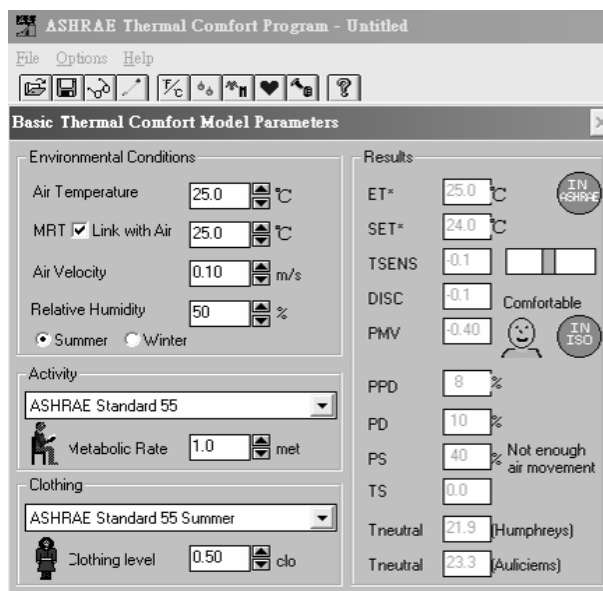 ASHRAE Thermal Comfort Program - Untitled
File Options Help
F/C
?
Basic Thermal Comfort Model Parameters
Environmental Conditions
Air Temperature 25.0 °C
MRT Link with Air 25.0 °C
Air Velocity 0.10 m/s
Relative Humidity 50 %
Summer Winter
Activity
ASHRAE Standard 55
Metabolic Rate 1.0 met
Clothing
ASHRAE Standard 55 Summer
Clothing level 0.50 clo
Results
ET* 25.0 °C
IN ASHRAE
SET* 24.0 °C
TSENS -0.1
DISC -0.1 Comfortable
PMV -0.40
IN ISO
PPD 8 %
PD 10 %
PS 40 % Not enough air movement
TS 0.0
Tneutral 21.9 (Humphreys)
Tneutral 23.3 (Auliciems)